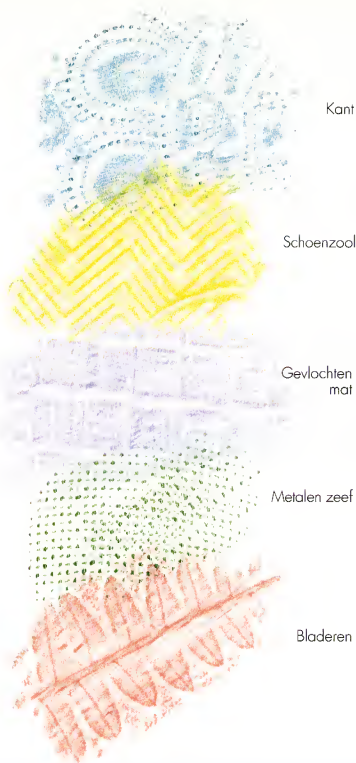 Kant
Schoenzool
Gevlochten
mat
Metalen zeef
Bladeren